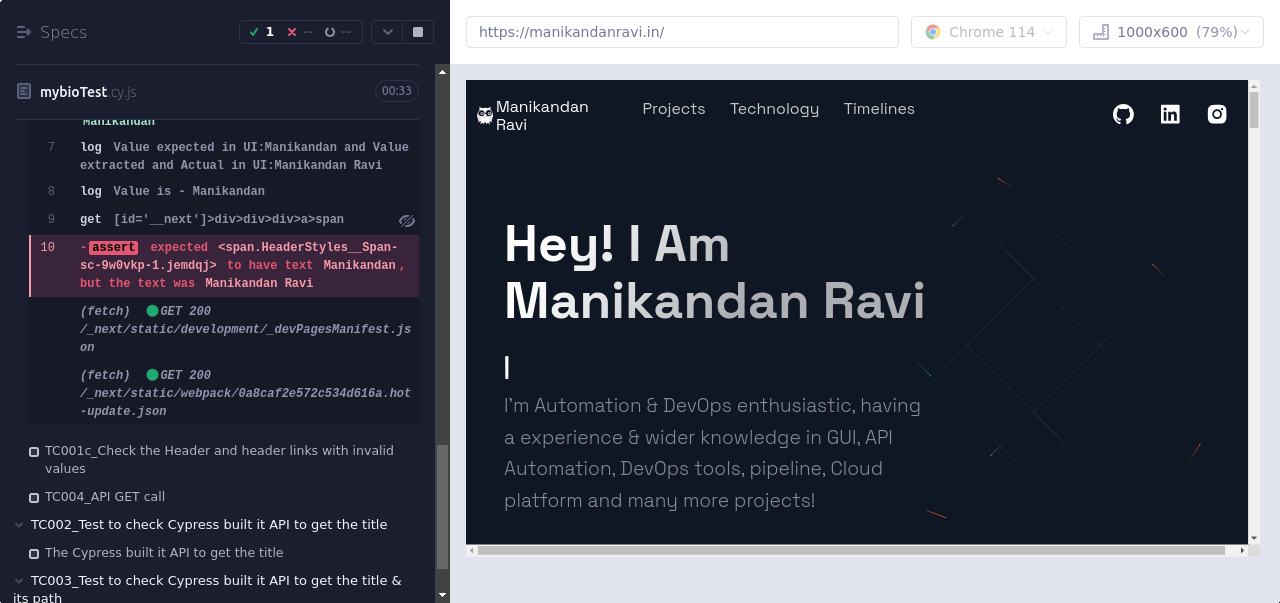 Specs
1
--
--
https://manikandanravi.in/
Chrome 114
1000x600 (79%)
mybioTest.cy.js
00:33
Manikandan
7 log Value expected in UI:Manikandan and Value
extracted and Actual in UI:Manikandan Ravi
8 log Value is - Manikandan
9 get [id='__next']>div>div>div>a>span
10 -assert expected <span.HeaderStyles__Span-
sc-9w0vkp-1.jemdqj> to have text Manikandan,
but the text was Manikandan Ravi
(fetch) GET 200
/_next/static/development/_devPagesManifest.js
on
(fetch) GET 200
/_next/static/webpack/0a8caf2e572c534d616a.hot
-update.json
TC001c_Check the Header and header links with invalid
values
TC004_API GET call
TC002_Test to check Cypress built it API to get the title
The Cypress built it API to get the title
TC003_Test to check Cypress built it API to get the title &
its path
Manikandan
Ravi
Projects
Technology
Timelines
Hey! I Am
Manikandan Ravi
I'm Automation & DevOps enthusiastic, having
a experience & wider knowledge in GUI, API
Automation, DevOps tools, pipeline, Cloud
platform and many more projects!